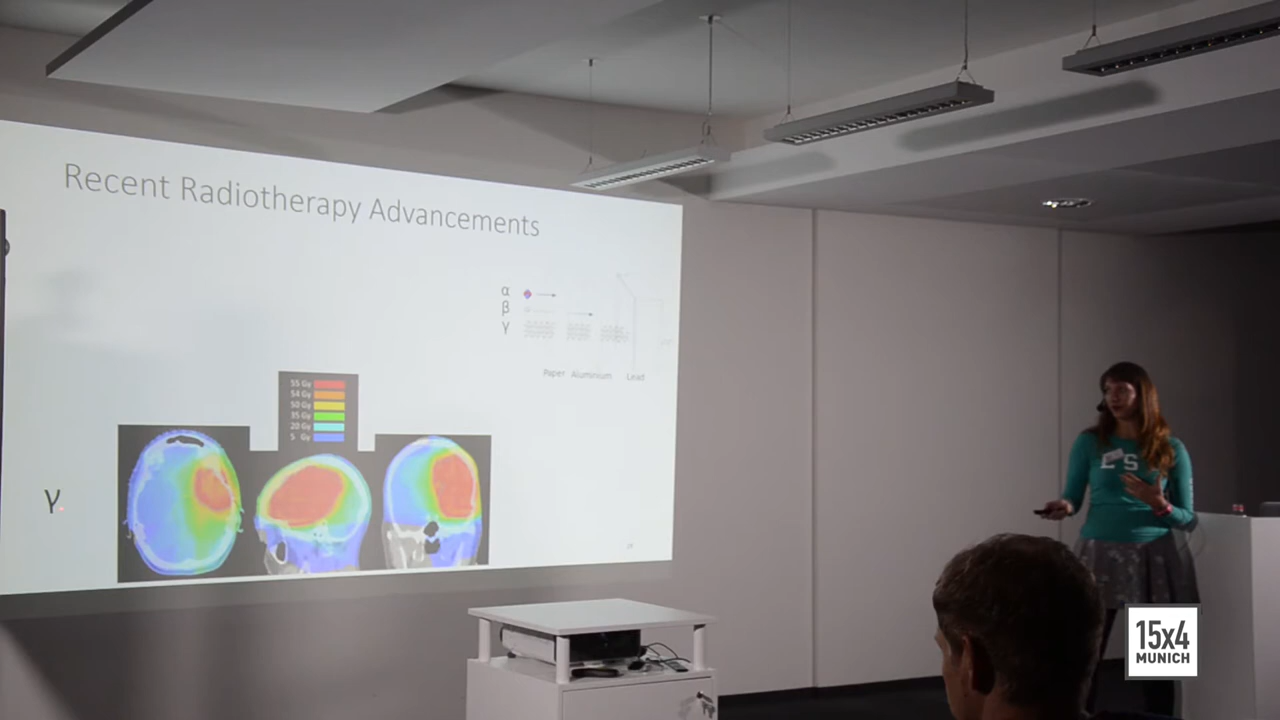 Recent Radiotherapy Advancements
α
β
γ
Paper Aluminium Lead
55 Gy
54 Gy
50 Gy
35 Gy
20 Gy
5 Gy
γ
15x4
MUNICH